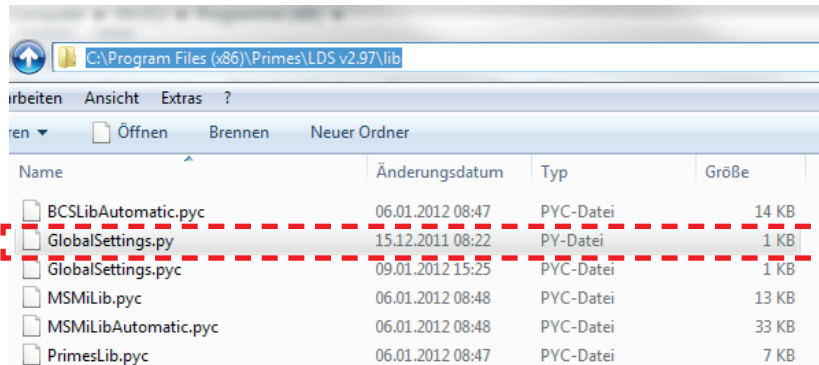 C:\Program Files (x86)\Primes\LDS v2.97\lib
rbeiten Ansicht Extras ?
ren Öffnen Brennen Neuer Ordner
Name Änderungsdatum Typ Größe
BCSLibAutomatic.pyc 06.01.2012 08:47 PYC-Datei 14 KB
GlobalSettings.py 15.12.2011 08:22 PY-Datei 1 KB
GlobalSettings.pyc 09.01.2012 15:25 PYC-Datei 1 KB
MSMiLib.pyc 06.01.2012 08:48 PYC-Datei 13 KB
MSMiLibAutomatic.pyc 06.01.2012 08:48 PYC-Datei 33 KB
PrimesLib.pyc 06.01.2012 08:47 PYC-Datei 7 KB